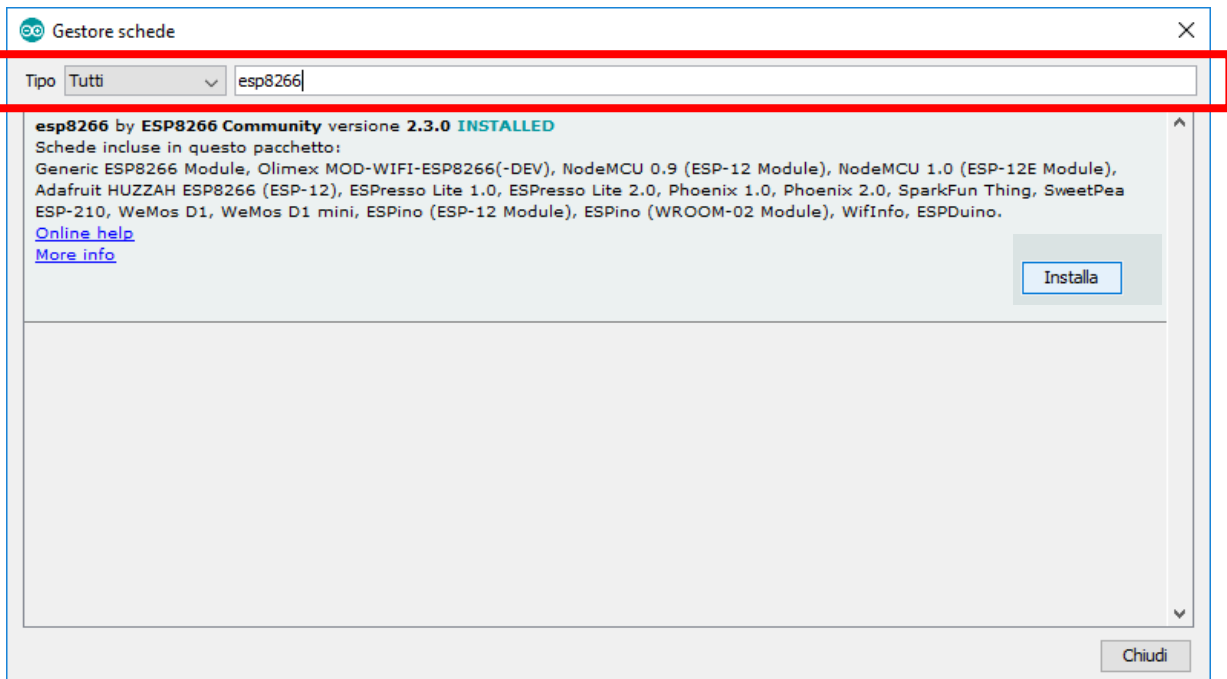 Gestore schede
Tipo Tutti esp8266
esp8266 by ESP8266 Community versione 2.3.0 INSTALLED
Schede incluse in questo pacchetto:
Generic ESP8266 Module, Olimex MOD-WIFI-ESP8266(-DEV), NodeMCU 0.9 (ESP-12 Module), NodeMCU 1.0 (ESP-12E Module),
Adafruit HUZZAH ESP8266 (ESP-12), ESPresso Lite 1.0, ESPresso Lite 2.0, Phoenix 1.0, Phoenix 2.0, SparkFun Thing, SweetPea
ESP-210, WeMos D1, WeMos D1 mini, ESPino (ESP-12 Module), ESPino (WROOM-02 Module), WifInfo, ESPDuino.
Online help
More info
Installa
Chiudi